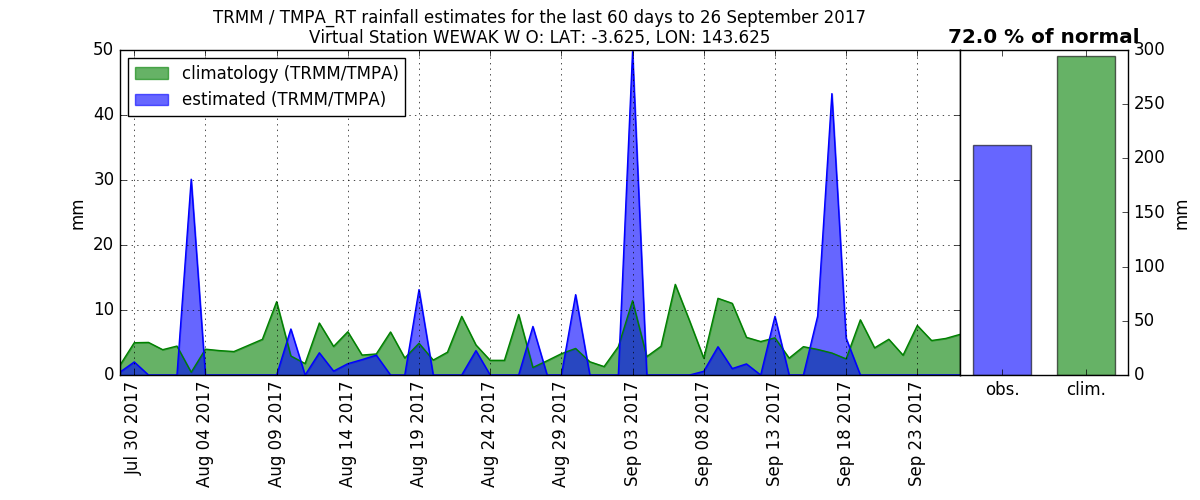 TRMM / TMPA_RT rainfall estimates for the last 60 days to 26 September 2017
Virtual Station WEWAK W O: LAT: -3.625, LON: 143.625
72.0 % of normal
climatology (TRMM/TMPA)
estimated (TRMM/TMPA)
50
40
30
20
10
0
mm
Jul 30 2017
Aug 04 2017
Aug 09 2017
Aug 14 2017
Aug 19 2017
Aug 24 2017
Aug 29 2017
Sep 03 2017
Sep 08 2017
Sep 13 2017
Sep 18 2017
Sep 23 2017
300
250
200
150
100
50
0
mm
obs.
clim.